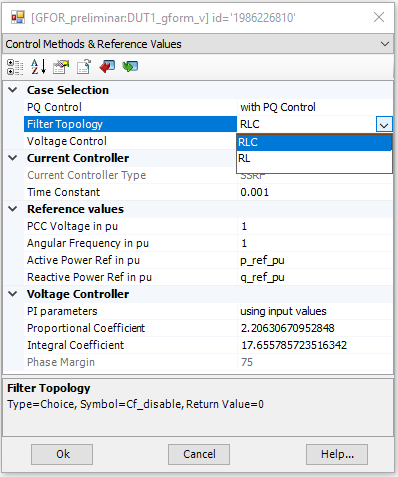 [GFOR_preliminar:DUT1_gform_v] id='1986226810'
Control Methods & Reference Values
Case Selection
PQ Control with PQ Control
Filter Topology RLC
Voltage Control RLC
RL
Current Controller
Current Controller Type SSRF
Time Constant 0.001
Reference values
PCC Voltage in pu 1
Angular Frequency in pu 1
Active Power Ref in pu p_ref_pu
Reactive Power Ref in pu q_ref_pu
Voltage Controller
PI parameters using input values
Proportional Coefficient 2.20630670952848
Integral Coefficient 17.655785723516342
Phase Margin 75
Filter Topology
Type=Choice, Symbol=Cf_disable, Return Value=0
Ok Cancel Help...